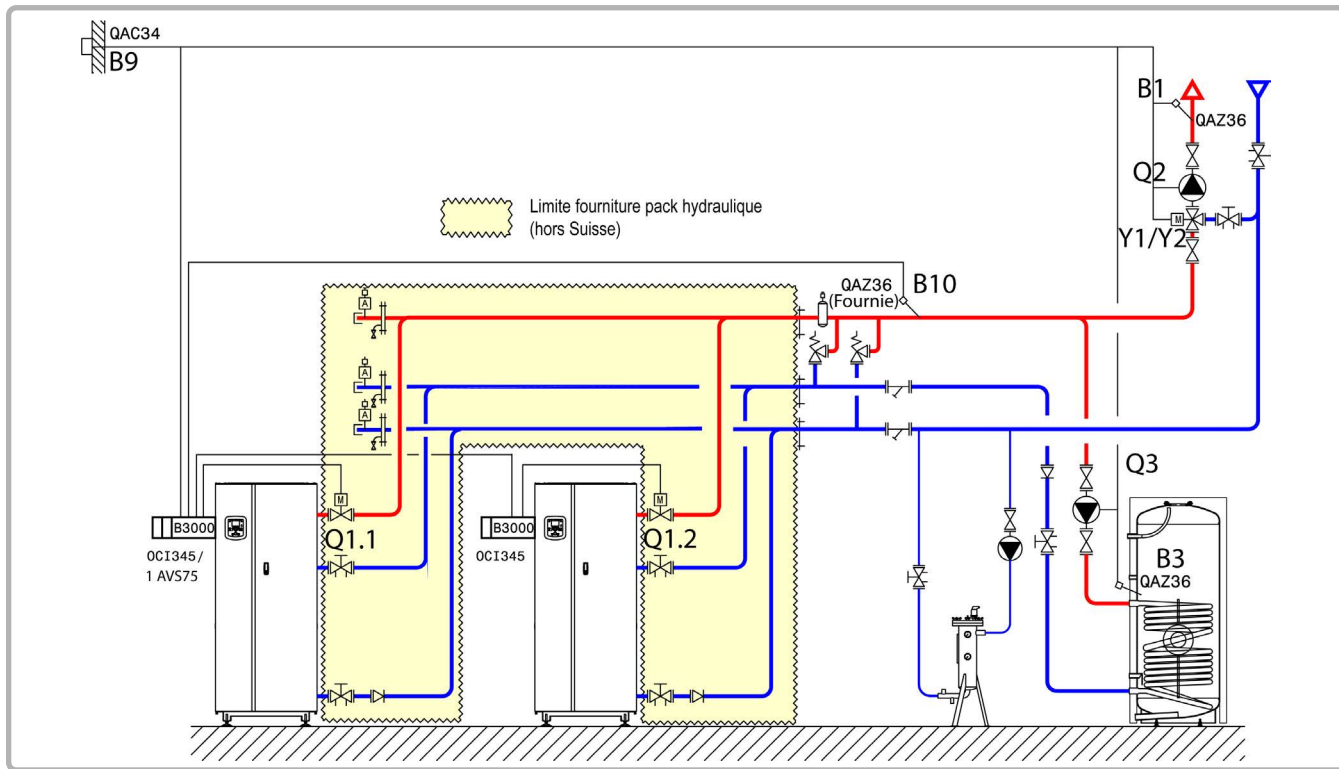 QAC34
B9
B1
QAZ36
Q2
Limite fourniture pack hydraulique
(hors Suisse)
M
Y1/Y2
QAZ36
(Fournie)
B10
A
A
A
Q3
M
M
B3000
B3000
Q1.1
Q1.2
OCI345/
1 AVS75
OCI345
B3
QAZ36